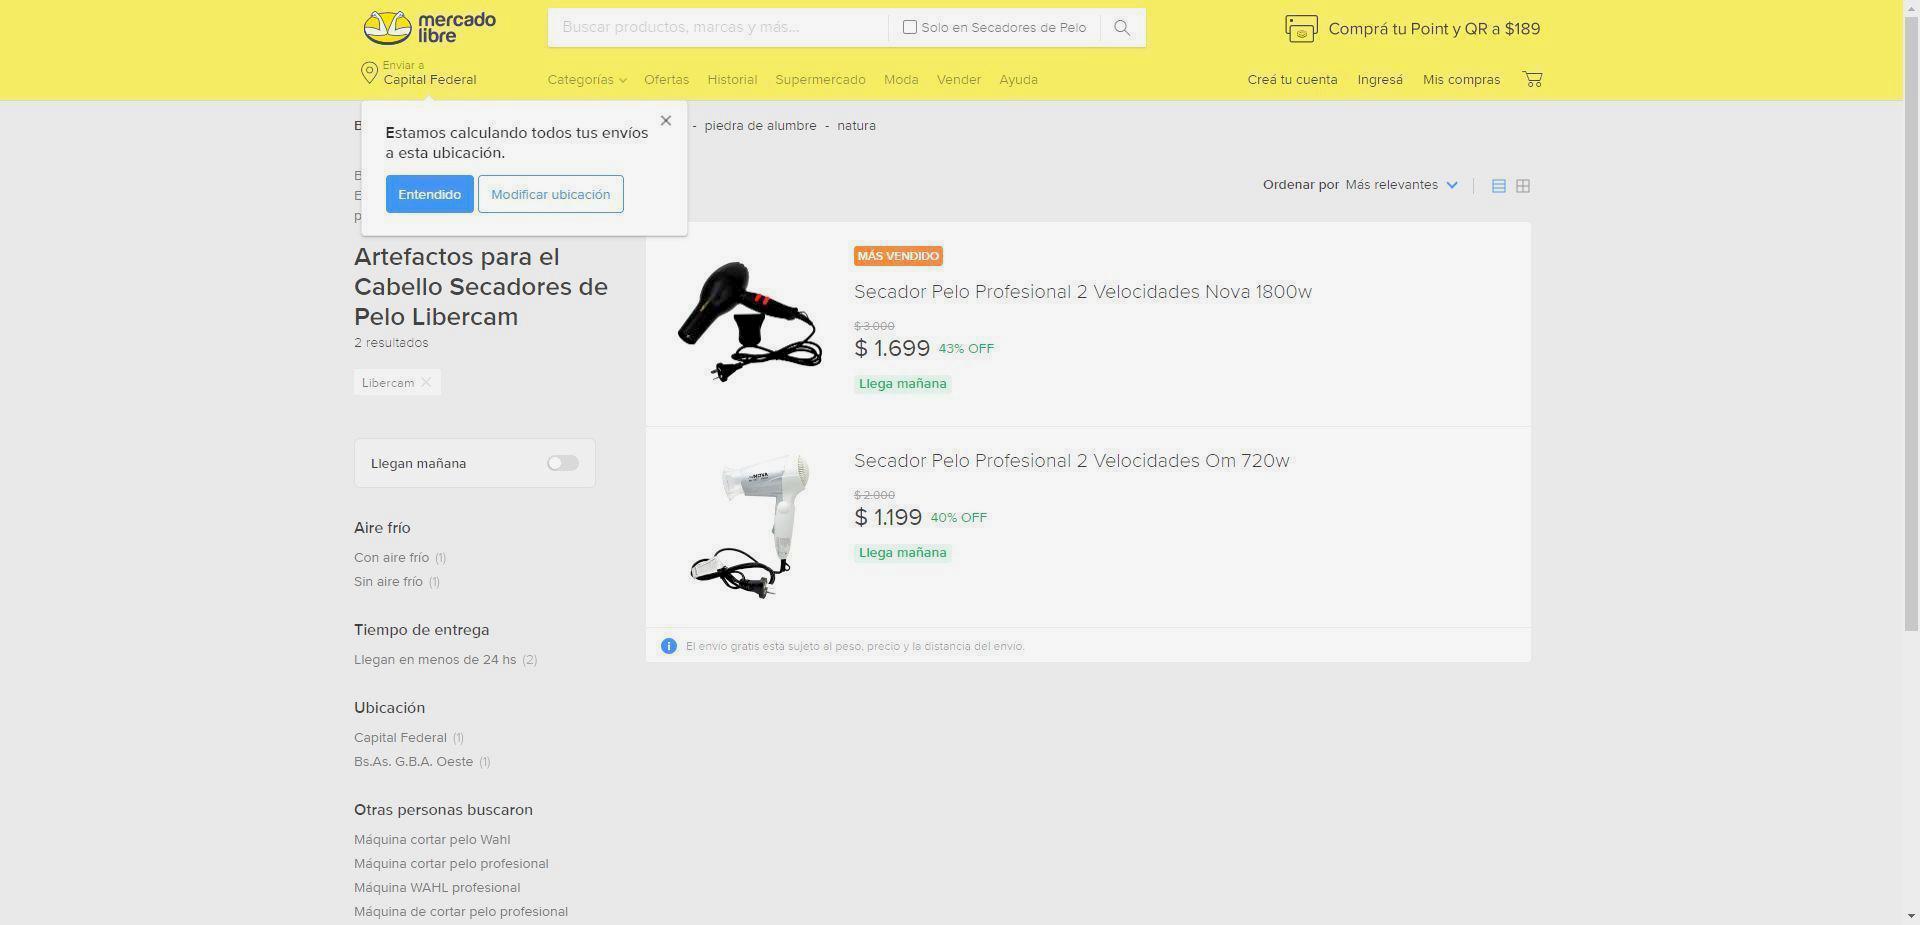 mercado
libre
Buscar productos, marcas y más...
Solo en Secadores de Pelo
Comprá tu Point y QR a $189
Enviar a
Capital Federal
Categorías
Ofertas
Historial
Supermercado
Moda
Vender
Ayuda
Creá tu cuenta
Ingresá
Mis compras
- piedra de alumbre - natura
Estamos calculando todos tus envíos
a esta ubicación.
Entendido
Modificar ubicación
Ordenar por Más relevantes
Artefactos para el
Cabello Secadores de
Pelo Libercam
2 resultados
Libercam
Llegan mañana
Aire frío
Con aire frío (1)
Sin aire frío (1)
Tiempo de entrega
Llegan en menos de 24 hs (2)
Ubicación
Capital Federal (1)
Bs.As. G.B.A. Oeste (1)
Otras personas buscaron
Máquina cortar pelo Wahl
Máquina cortar pelo profesional
Máquina WAHL profesional
Máquina de cortar pelo profesional
MÁS VENDIDO
Secador Pelo Profesional 2 Velocidades Nova 1800w
$ 3.000
$ 1.699 43% OFF
Llega mañana
NOVA
Secador Pelo Profesional 2 Velocidades Om 720w
$ 2.000
$ 1.199 40% OFF
Llega mañana
El envío gratis está sujeto al peso, precio y la distancia del envío.